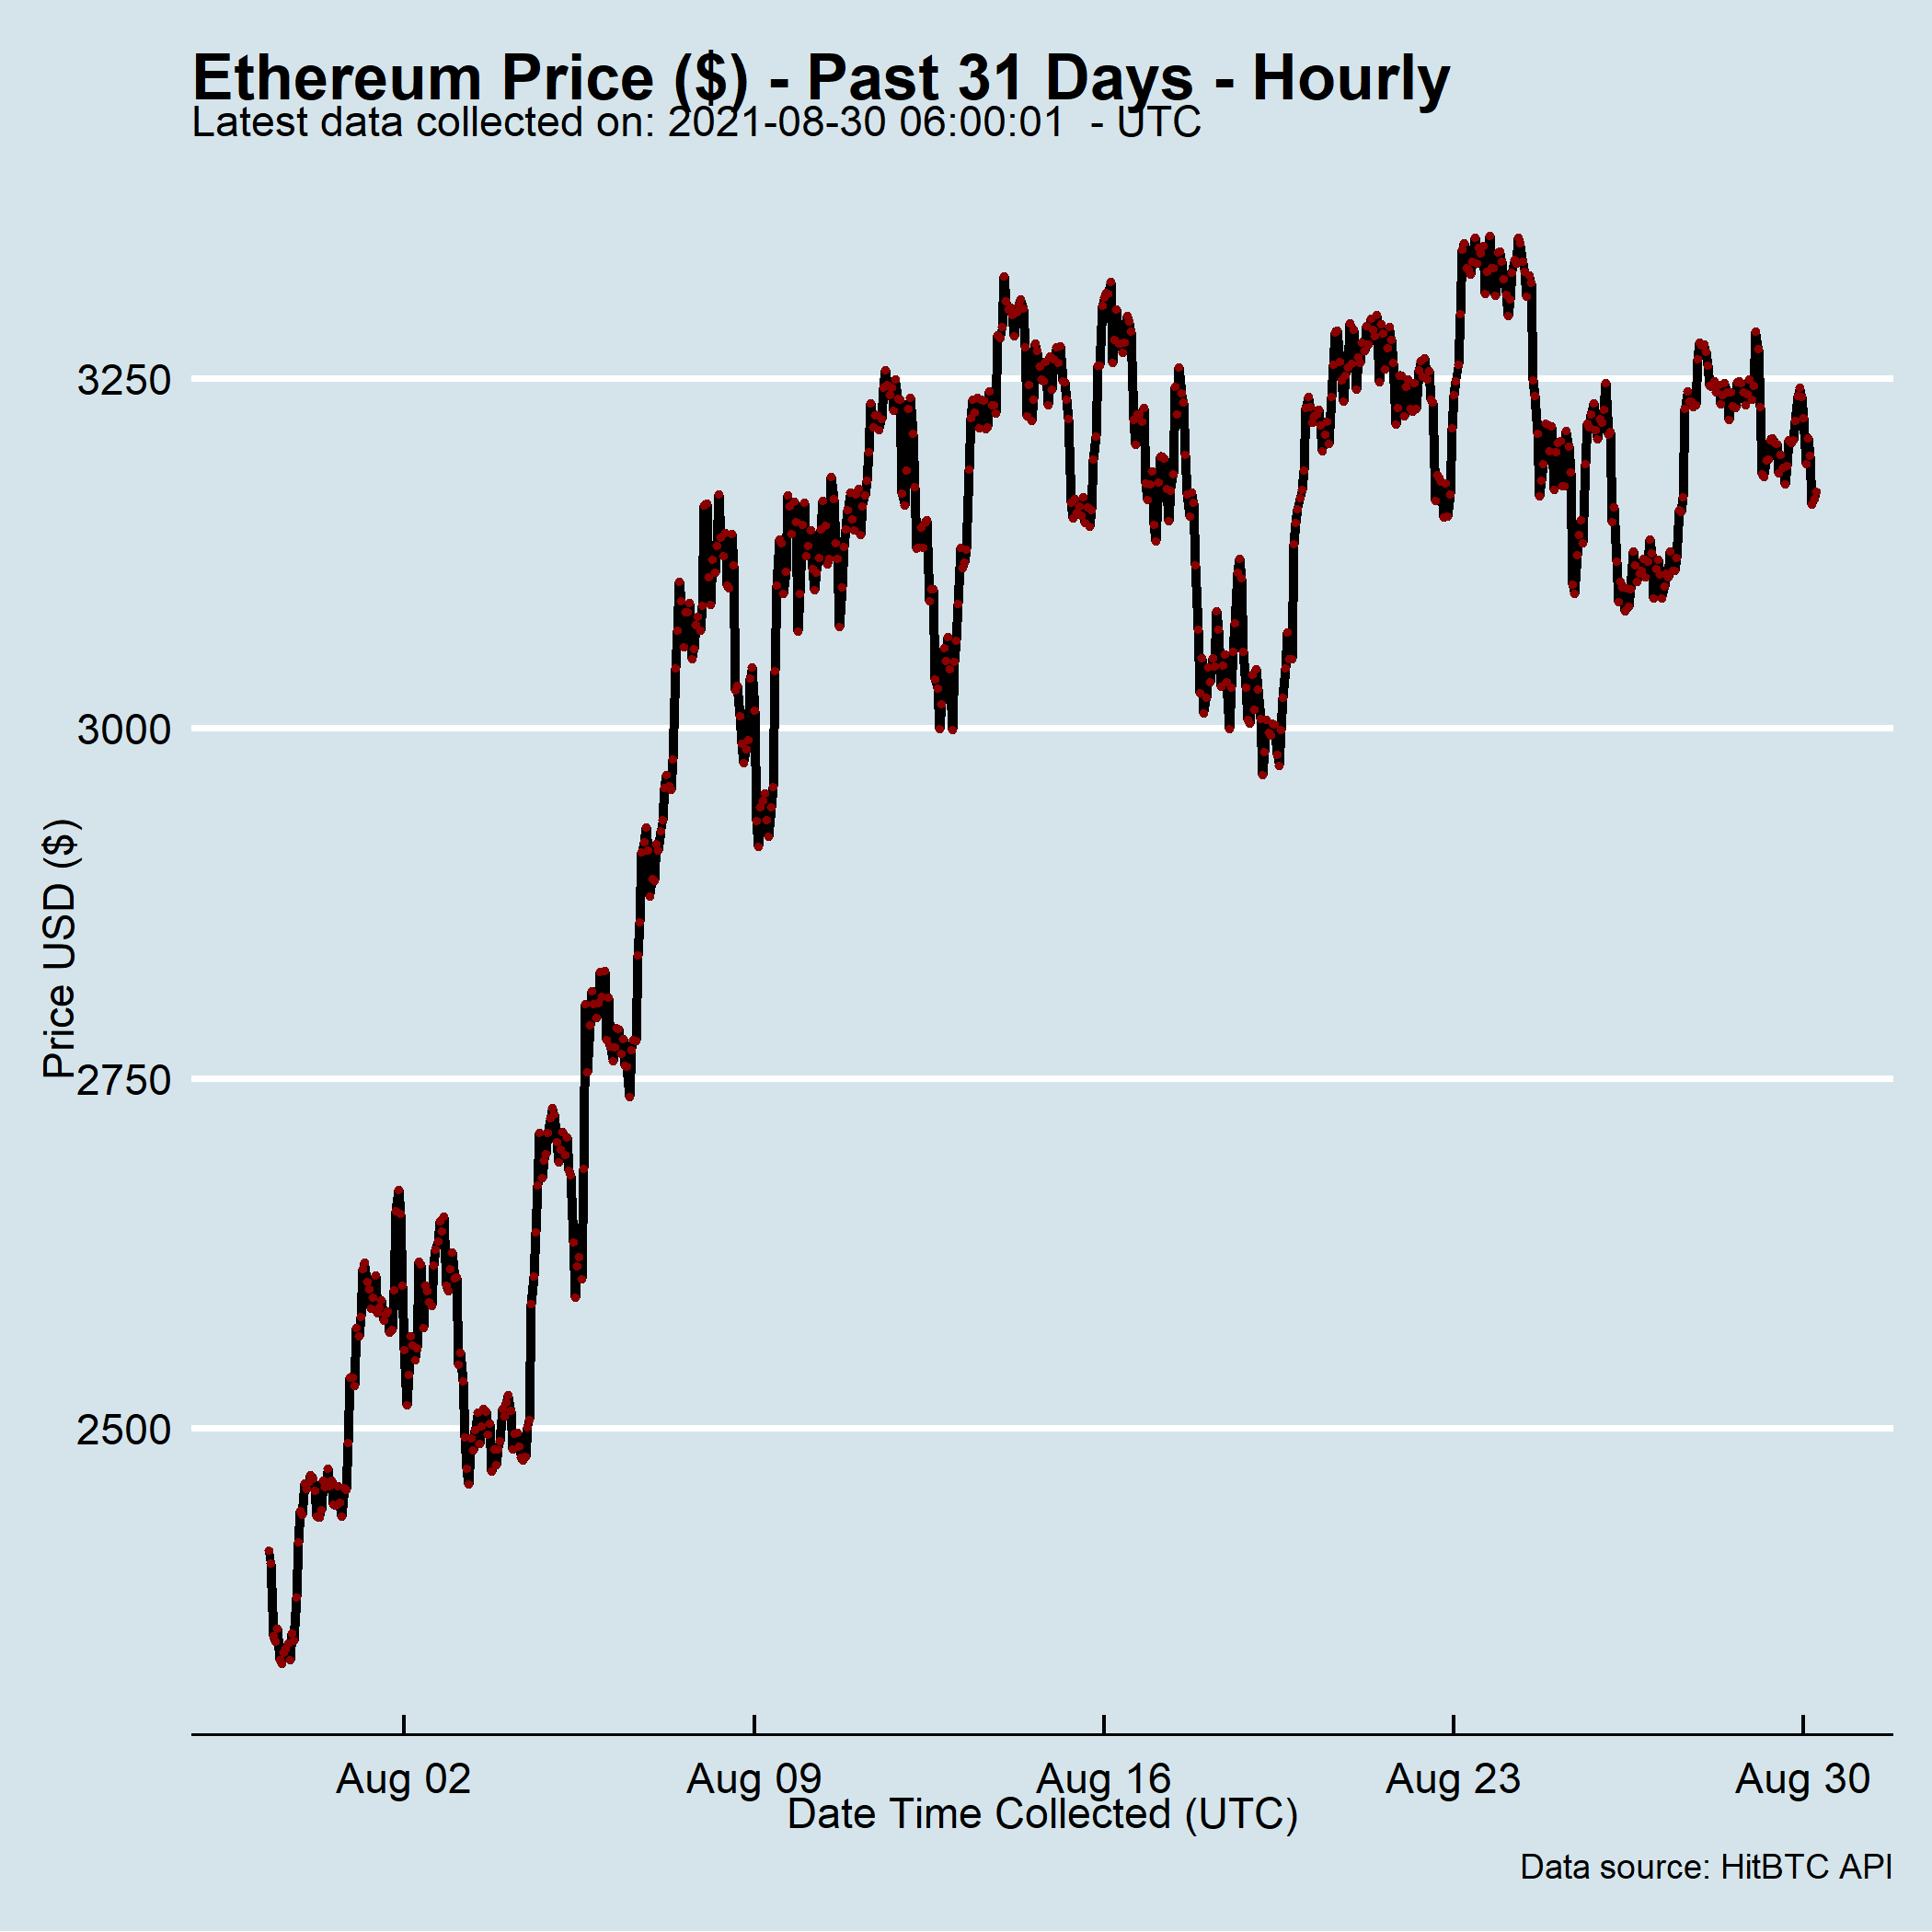 Ethereum Price ($) - Past 31 Days - Hourly
Latest data collected on: 2021-08-30 06:00:01  - UTC
Price USD ($)
3250
3000
2750
2500
Aug 02
Aug 09
Aug 16
Aug 23
Aug 30
Date Time Collected (UTC)
Data source: HitBTC API